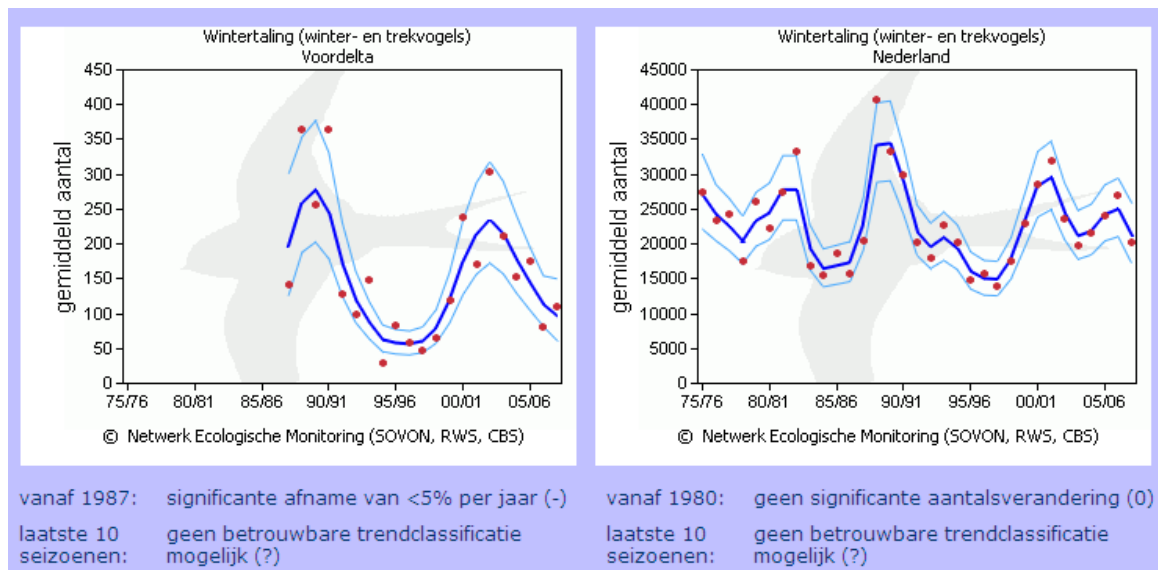 Wintertaling (winter- en trekvogels)
Voordelta
gemiddeld aantal
450
400
350
300
250
200
150
100
50
0
75/76 80/81 85/86 90/91 95/96 00/01 05/06
© Netwerk Ecologische Monitoring (SOVON, RWS, CBS)
vanaf 1987: significante afname van <5% per jaar (-)
laatste 10 geen betrouwbare trendclassificatie
seizoenen: mogelijk (?)
Wintertaling (winter- en trekvogels)
Nederland
gemiddeld aantal
45000
40000
35000
30000
25000
20000
15000
10000
5000
0
75/76 80/81 85/86 90/91 95/96 00/01 05/06
© Netwerk Ecologische Monitoring (SOVON, RWS, CBS)
vanaf 1980: geen significante aantalsverandering (0)
laatste 10 geen betrouwbare trendclassificatie
seizoenen: mogelijk (?)